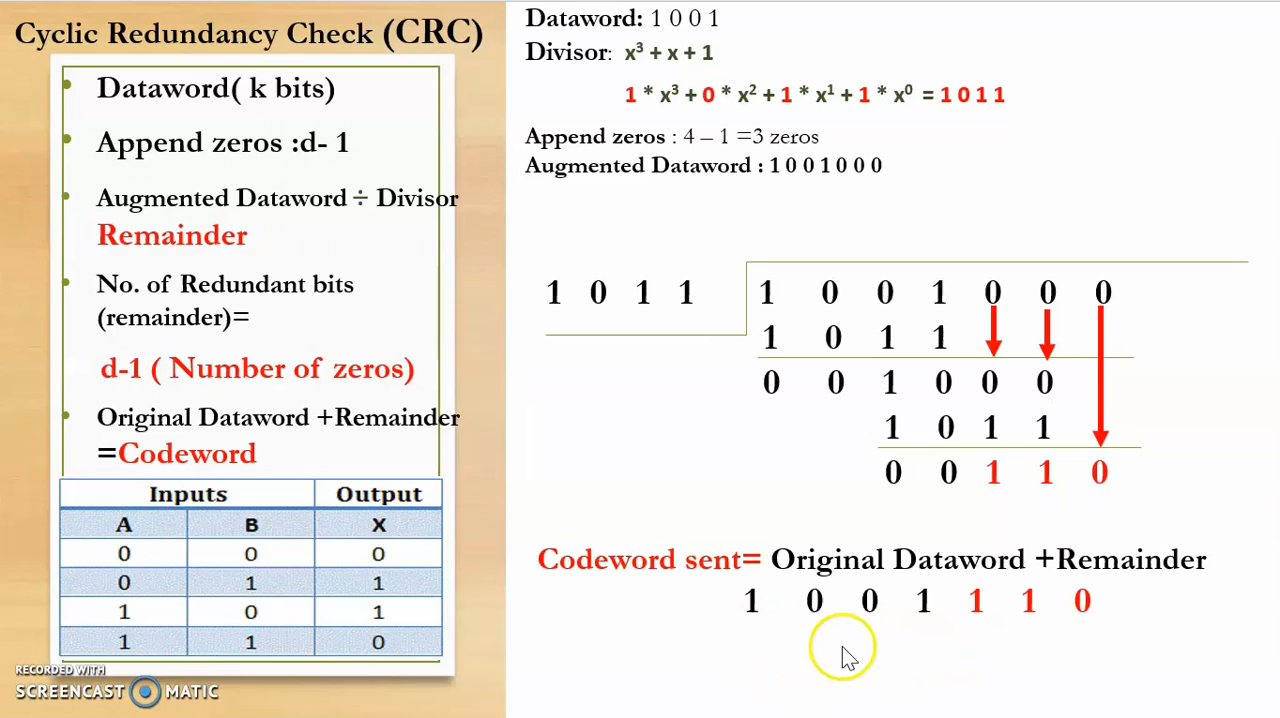 Cyclic Redundancy Check (CRC)
• Dataword( k bits)
• Append zeros :d- 1
• Augmented Dataword ÷ Divisor
Remainder
• No. of Redundant bits
(remainder)=
d-1 ( Number of zeros)
• Original Dataword +Remainder
=Codeword
Inputs Output
A B X
0 0 0
0 1 1
1 0 1
1 1 0
RECORDED WITH
SCREENCAST MATIC
Dataword: 1 0 0 1
Divisor: x³ + x + 1
1 * x³ + 0 * x² + 1 * x¹ + 1 * x⁰ = 1 0 1 1
Append zeros : 4 – 1 =3 zeros
Augmented Dataword : 1 0 0 1 0 0 0
1 0 1 1 1 0 0 1 0 0 0
1 0 1 1
0 0 1 0 0 0
1 0 1 1
0 0 1 1 0
Codeword sent= Original Dataword +Remainder
1 0 0 1 1 1 0